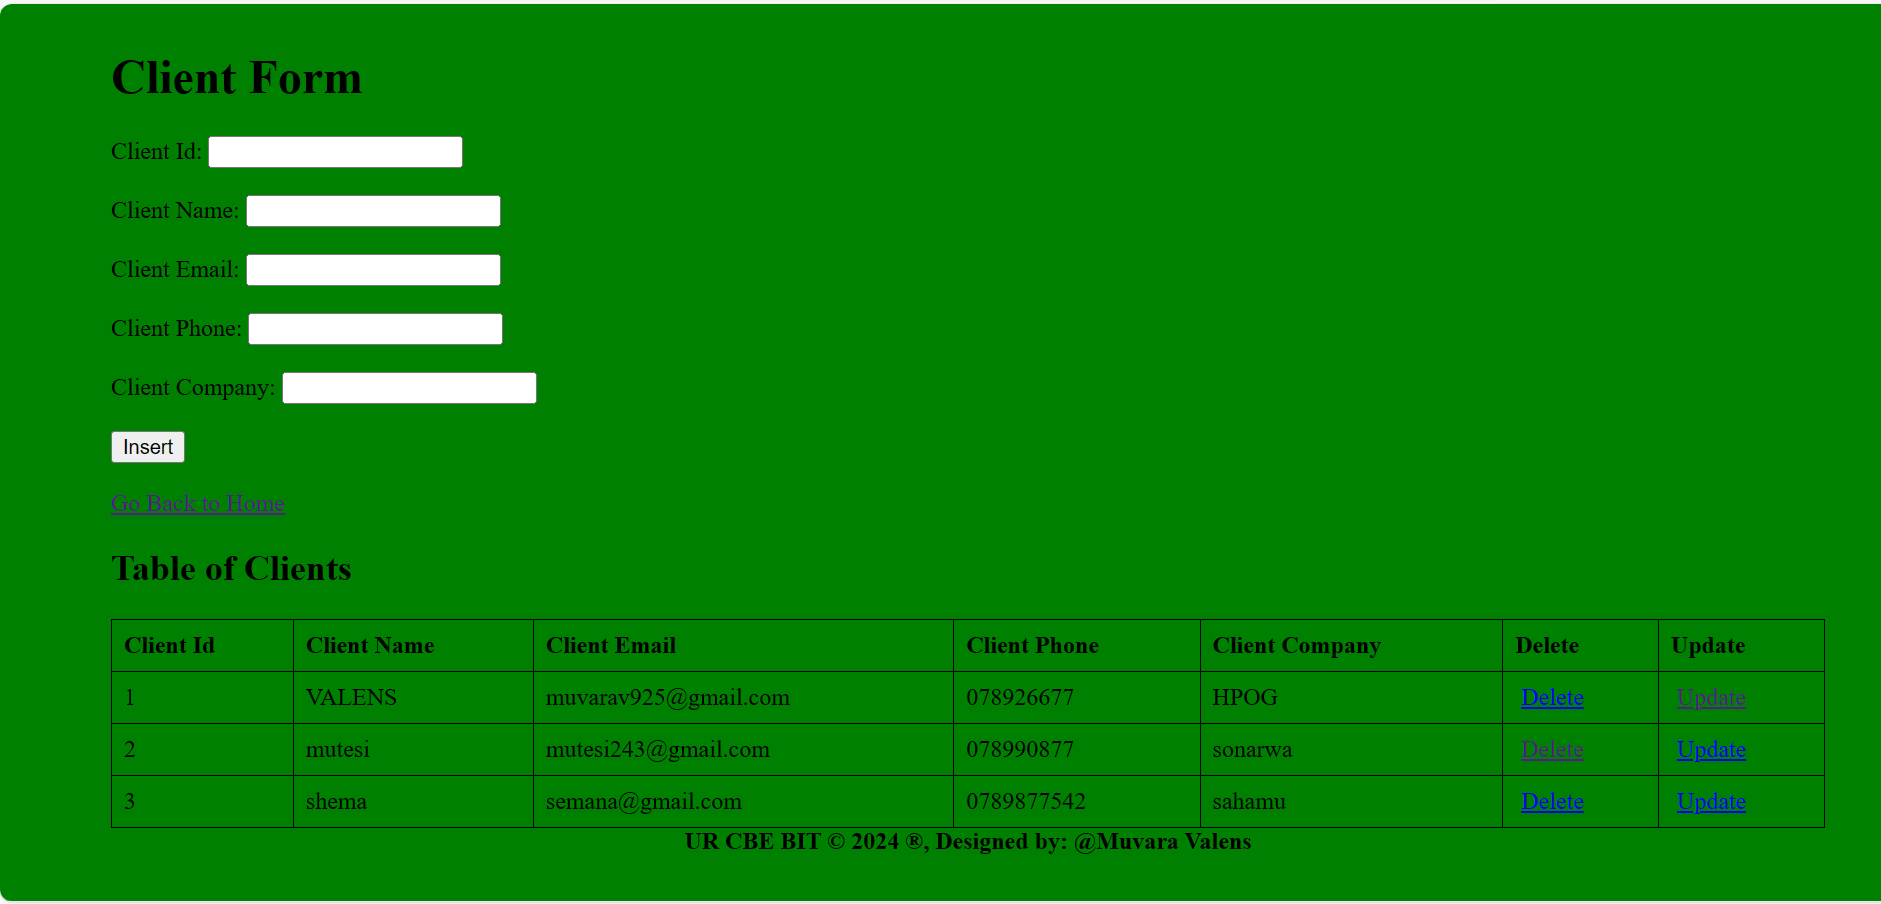 Client Form
Client Id:
Client Name:
Client Email:
Client Phone:
Client Company:
Insert
Go Back to Home
Table of Clients
Client Id Client Name Client Email Client Phone Client Company Delete Update
1 VALENS muvarav925@gmail.com 078926677 HPOG Delete Update
2 mutesi mutesi243@gmail.com 078990877 sonarwa Delete Update
3 shema semana@gmail.com 0789877542 sahamu Delete Update
UR CBE BIT © 2024 ®, Designed by: @Muvara Valens